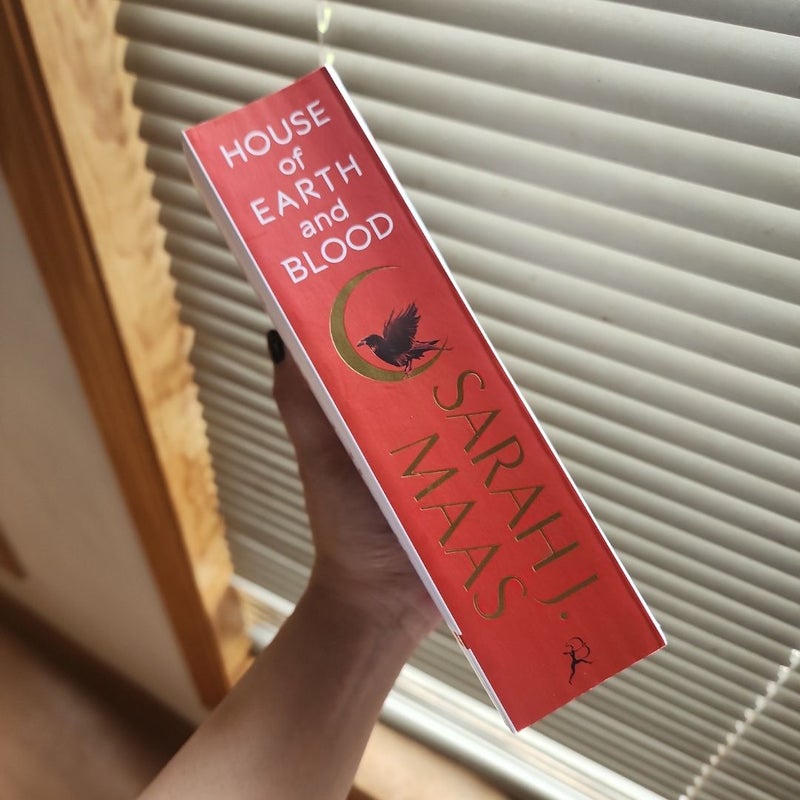 HOUSE
of
EARTH
and
BLOOD
SARAH J.
MAAS